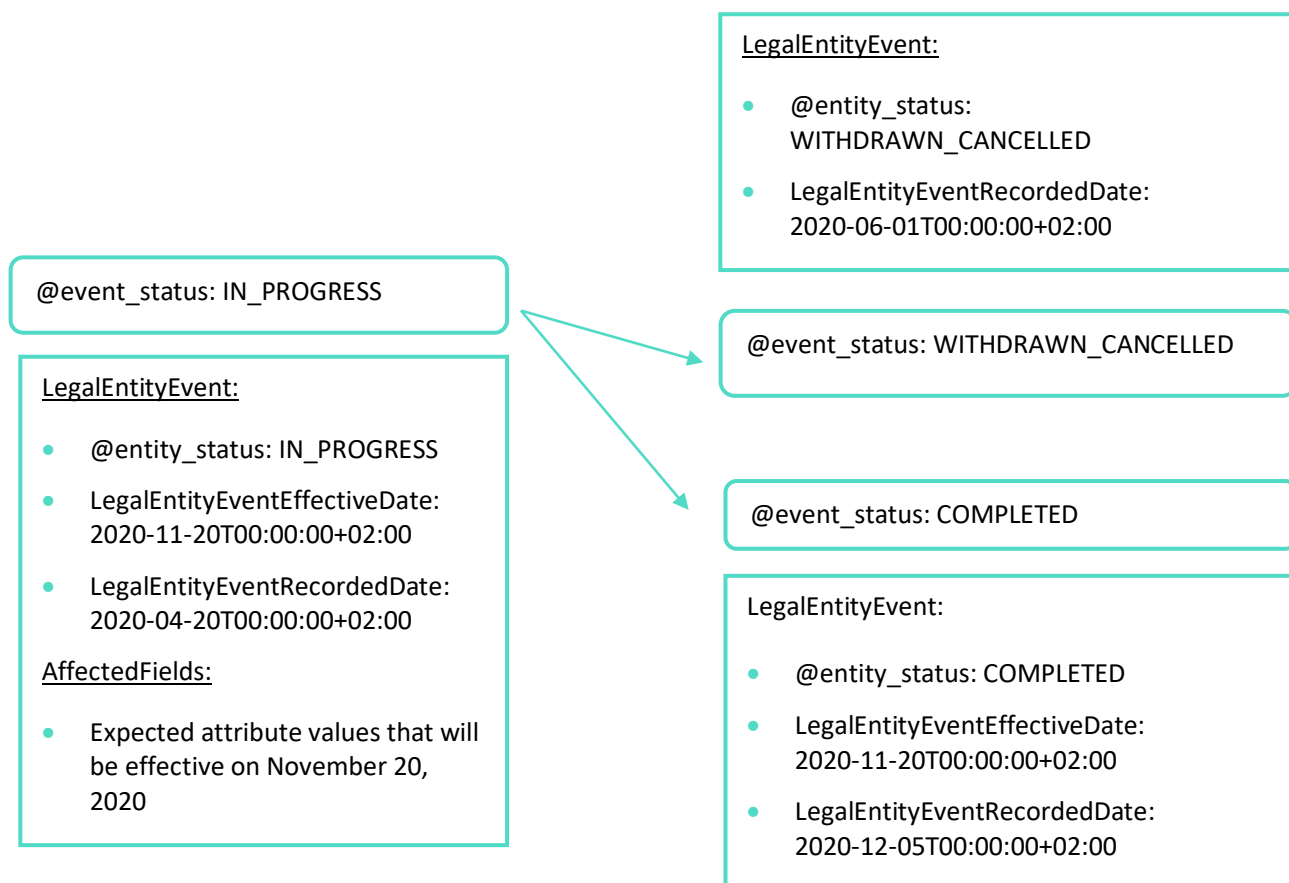 @event_status: IN_PROGRESS
LegalEntityEvent:
@entity_status: IN_PROGRESS
LegalEntityEventEffectiveDate:
2020-11-20T00:00:00+02:00
LegalEntityEventRecordedDate:
2020-04-20T00:00:00+02:00
AffectedFields:
Expected attribute values that will
be effective on November 20,
2020
LegalEntityEvent:
@entity_status:
WITHDRAWN_CANCELLED
LegalEntityEventRecordedDate:
2020-06-01T00:00:00+02:00
@event_status: WITHDRAWN_CANCELLED
@event_status: COMPLETED
LegalEntityEvent:
@entity_status: COMPLETED
LegalEntityEventEffectiveDate:
2020-11-20T00:00:00+02:00
LegalEntityEventRecordedDate:
2020-12-05T00:00:00+02:00